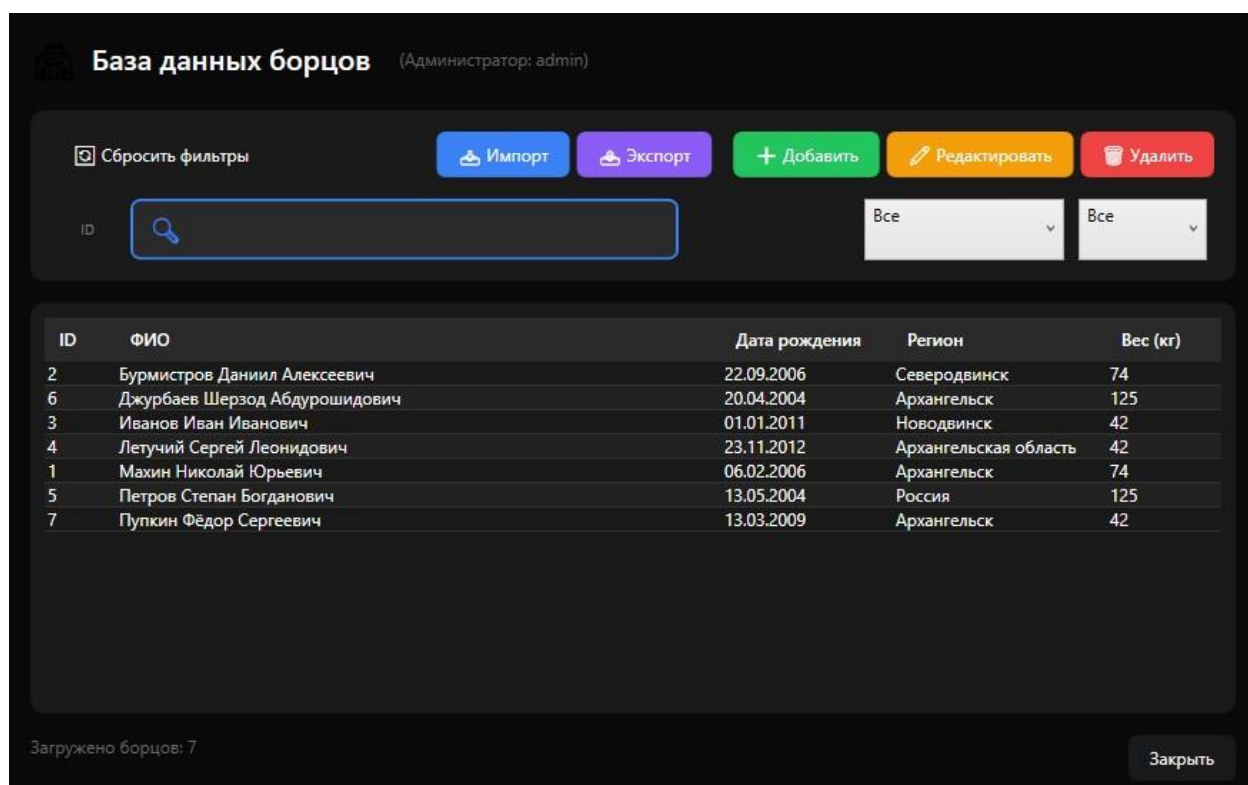 База данных борцов (Администратор: admin)
Сбросить фильтры Импорт Экспорт + Добавить Редактировать Удалить
ID Все Все
ID ФИО Дата рождения Регион Вес (кг)
2 Бурмистров Даниил Алексеевич 22.09.2006 Северодвинск 74
6 Джурбаев Шерзод Абдурошидович 20.04.2004 Архангельск 125
3 Иванов Иван Иванович 01.01.2011 Новодвинск 42
4 Летучий Сергей Леонидович 23.11.2012 Архангельская область 42
1 Махин Николай Юрьевич 06.02.2006 Архангельск 74
5 Петров Степан Богданович 13.05.2004 Россия 125
7 Пупкин Фёдор Сергеевич 13.03.2009 Архангельск 42
Загружено борцов: 7
Закрыть